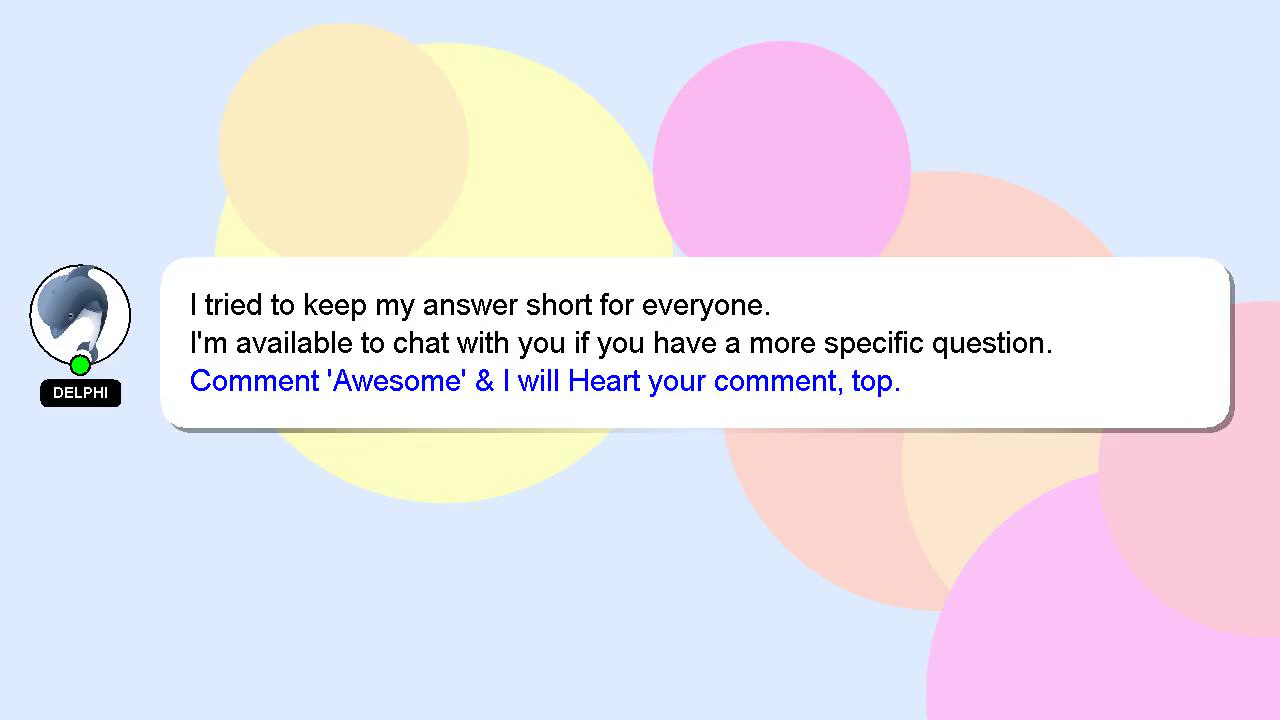 I tried to keep my answer short for everyone.
I'm available to chat with you if you have a more specific question.
Comment 'Awesome' & I will Heart your comment, top.
DELPHI